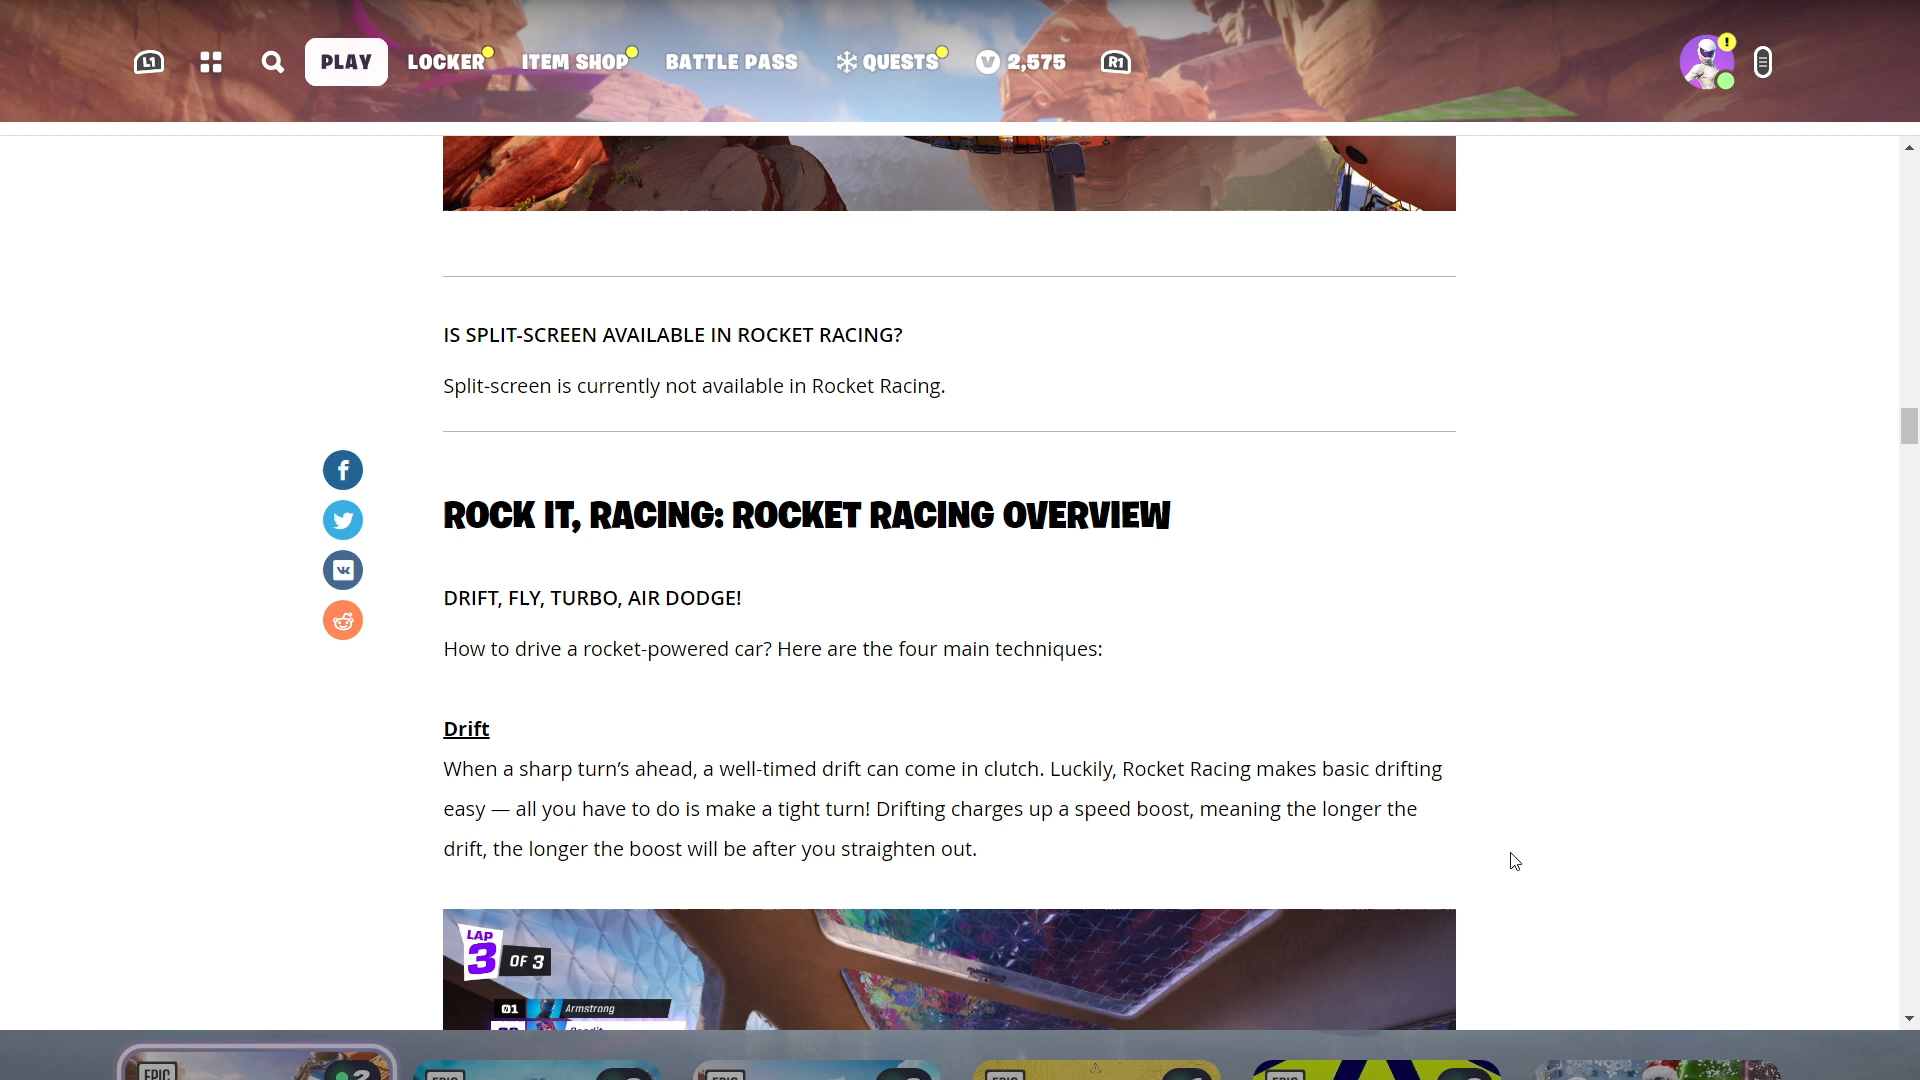 L1
PLAY
LOCKER
ITEM SHOP
BATTLE PASS
QUESTS
V 2,575
R1
!
IS SPLIT-SCREEN AVAILABLE IN ROCKET RACING?
Split-screen is currently not available in Rocket Racing.
ROCK IT, RACING: ROCKET RACING OVERVIEW
DRIFT, FLY, TURBO, AIR DODGE!
How to drive a rocket-powered car? Here are the four main techniques:
Drift
When a sharp turn’s ahead, a well-timed drift can come in clutch. Luckily, Rocket Racing makes basic drifting
easy — all you have to do is make a tight turn! Drifting charges up a speed boost, meaning the longer the
drift, the longer the boost will be after you straighten out.
LAP
3 OF 3
01 Armstrong
EPIC